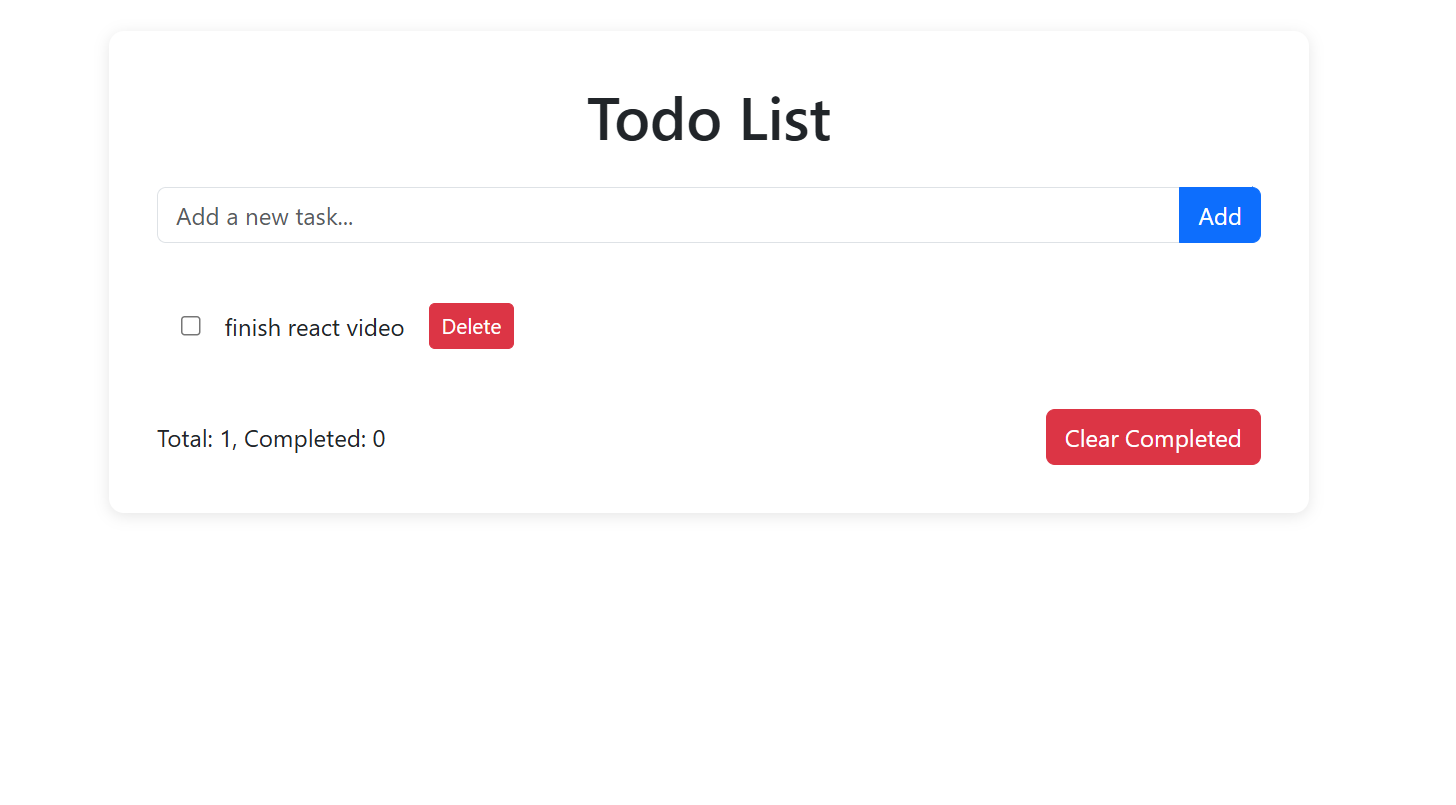 Todo List
Add a new task...
Add
finish react video
Delete
Total: 1, Completed: 0
Clear Completed